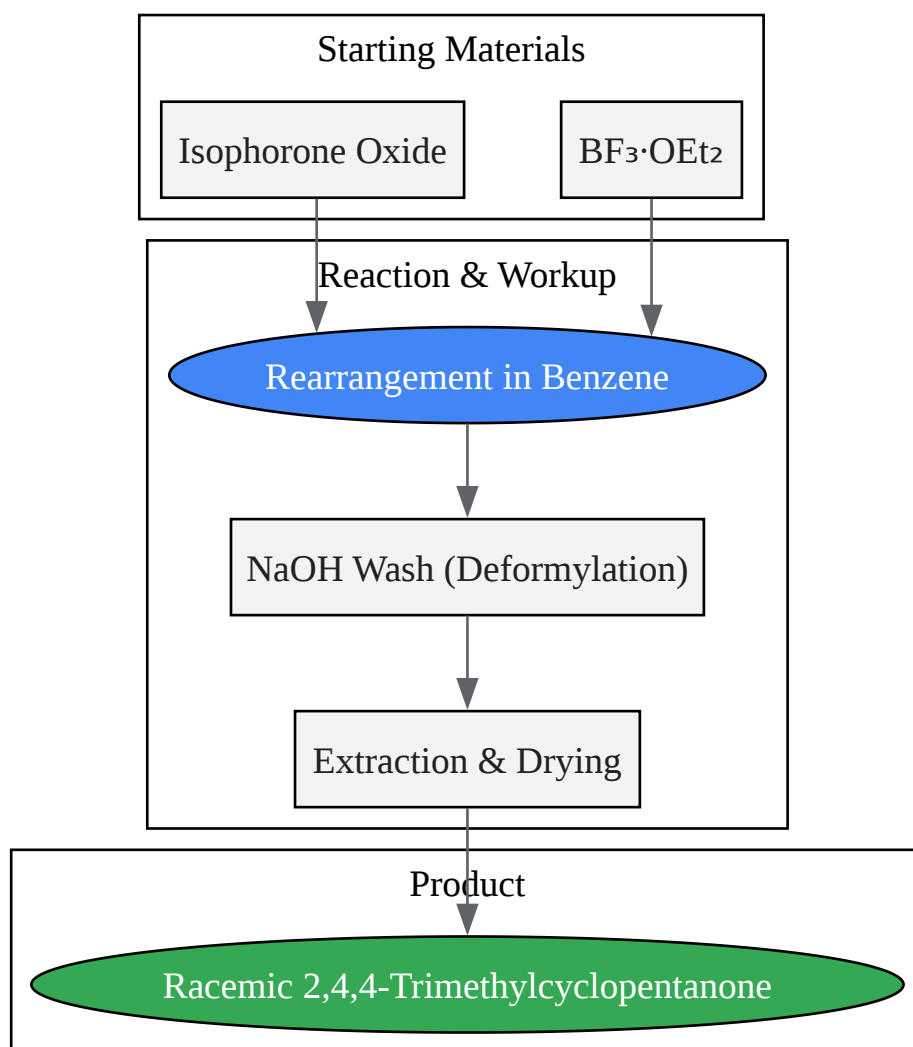 Starting Materials
Isophorone Oxide
BF₃·OEt₂
Reaction & Workup
Rearrangement in Benzene
NaOH Wash (Deformylation)
Extraction & Drying
Product
Racemic 2,4,4-Trimethylcyclopentanone